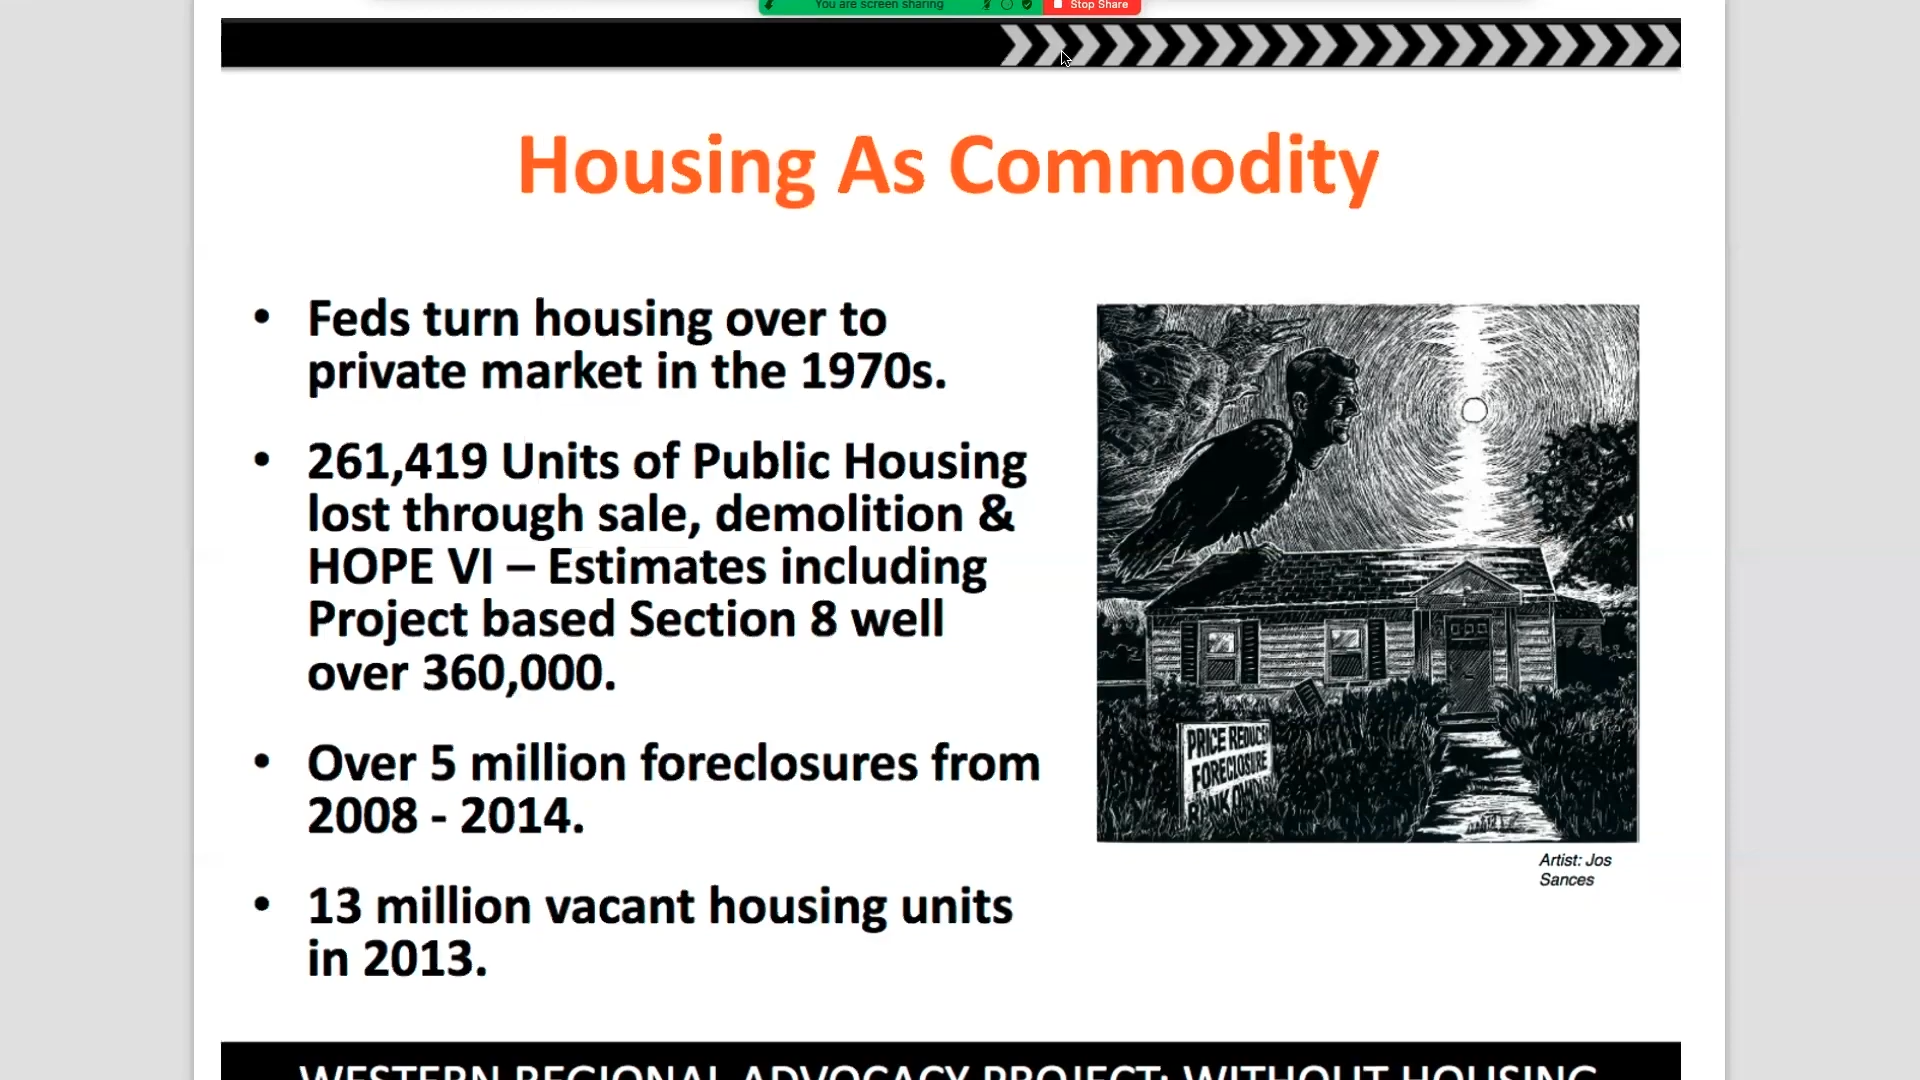 You are screen sharing
Stop Share
Housing As Commodity
• Feds turn housing over to
private market in the 1970s.
• 261,419 Units of Public Housing
lost through sale, demolition &
HOPE VI – Estimates including
Project based Section 8 well
over 360,000.
• Over 5 million foreclosures from
2008 - 2014.
• 13 million vacant housing units
in 2013.
PRICE REDUC
FORECLOSURE
BANK OWN
Artist: Jos
Sances
WESTERN REGIONAL ADVOCACY PROJECT: WITHOUT HOUSING